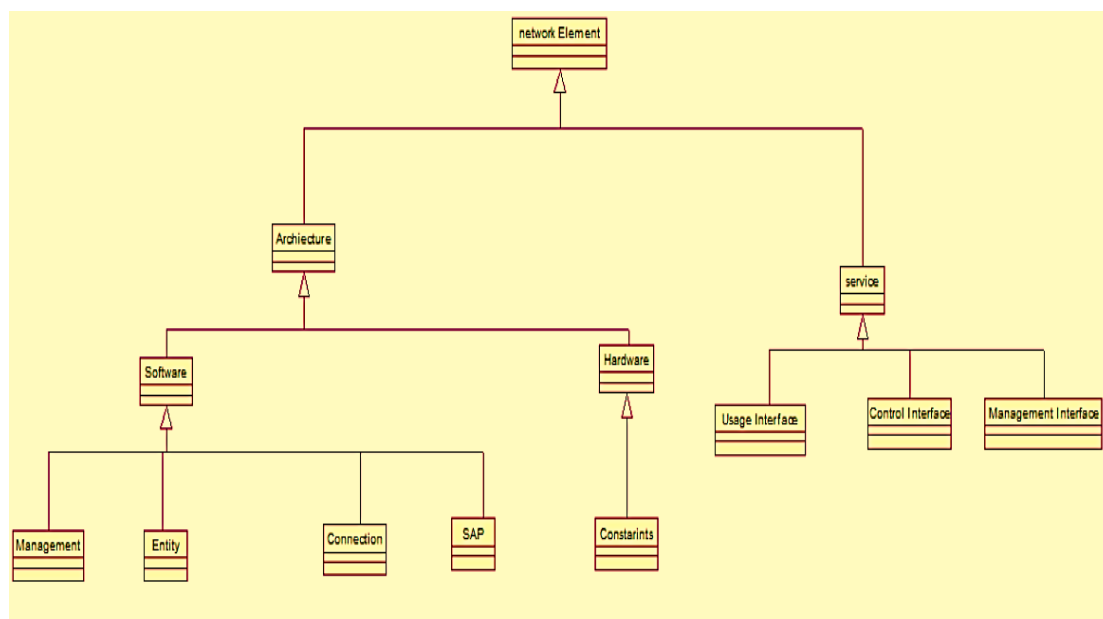 network Element
Archiecture
service
Software
Hardware
Usage Interface
Control Interface
Management Interface
Management
Entity
Connection
SAP
Constarints